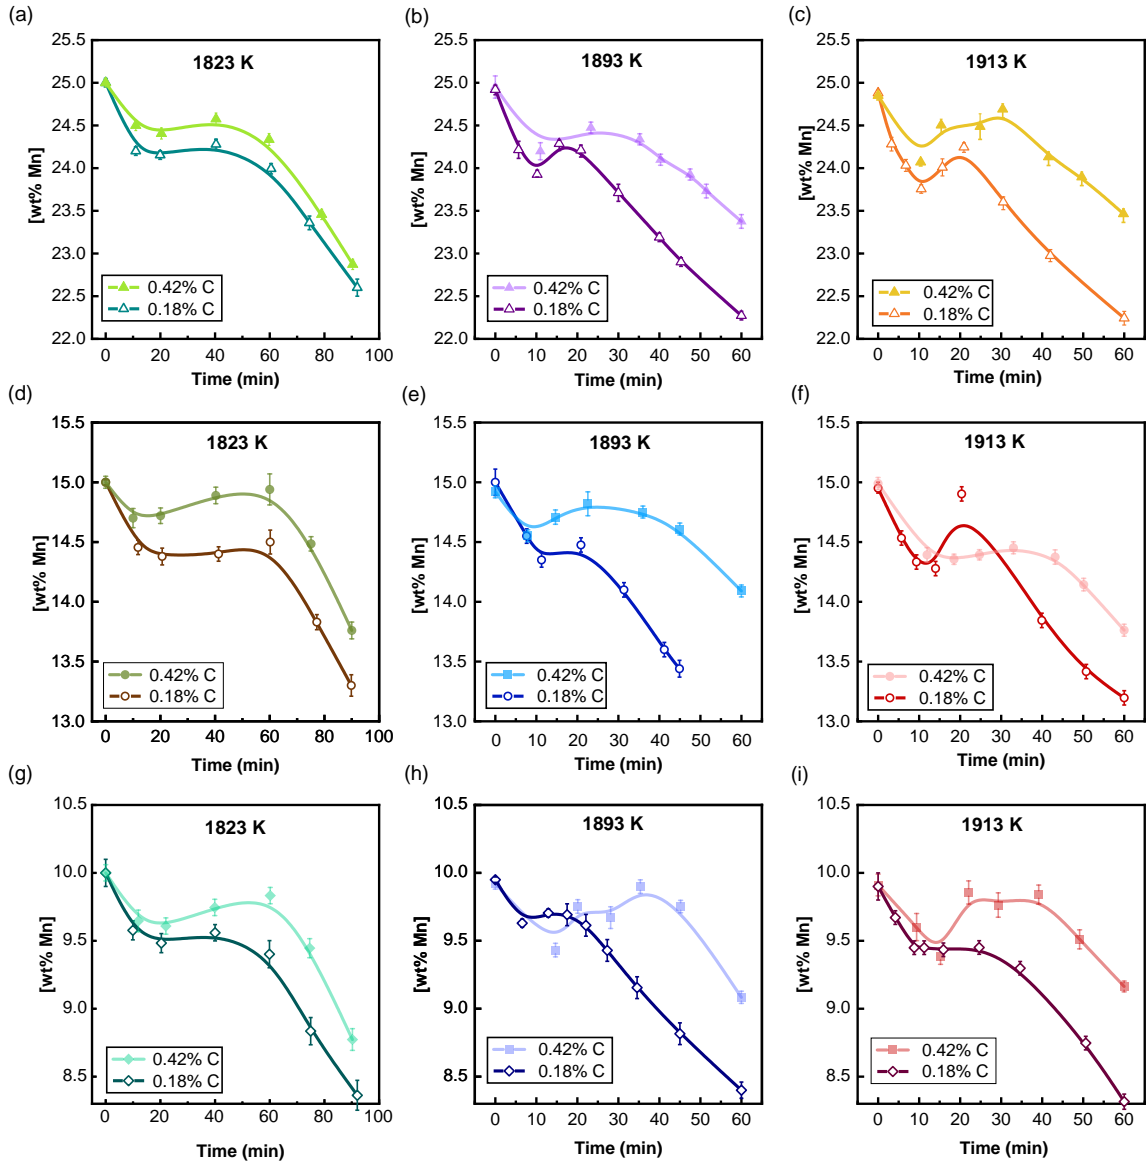 (a)
1823 K
[wt% Mn]
25.5
25.0
24.5
24.0
23.5
23.0
22.5
22.0
0.42% C
0.18% C
0 20 40 60 80 100
Time (min)
(b)
1893 K
[wt% Mn]
25.5
25.0
24.5
24.0
23.5
23.0
22.5
22.0
0.42% C
0.18% C
0 10 20 30 40 50 60
Time (min)
(c)
1913 K
[wt% Mn]
25.5
25.0
24.5
24.0
23.5
23.0
22.5
22.0
0.42% C
0.18% C
0 10 20 30 40 50 60
Time (min)
(d)
1823 K
[wt% Mn]
15.5
15.0
14.5
14.0
13.5
13.0
0.42% C
0.18% C
0 20 40 60 80 100
Time (min)
(e)
1893 K
[wt% Mn]
15.5
15.0
14.5
14.0
13.5
13.0
0.42% C
0.18% C
0 10 20 30 40 50 60
Time (min)
(f)
1913 K
[wt% Mn]
15.5
15.0
14.5
14.0
13.5
13.0
0.42% C
0.18% C
0 10 20 30 40 50 60
Time (min)
(g)
1823 K
[wt% Mn]
10.5
10.0
9.5
9.0
8.5
0.42% C
0.18% C
0 20 40 60 80 100
Time (min)
(h)
1893 K
[wt% Mn]
10.5
10.0
9.5
9.0
8.5
0.42% C
0.18% C
0 10 20 30 40 50 60
Time (min)
(i)
1913 K
[wt% Mn]
10.5
10.0
9.5
9.0
8.5
0.42% C
0.18% C
0 10 20 30 40 50 60
Time (min)